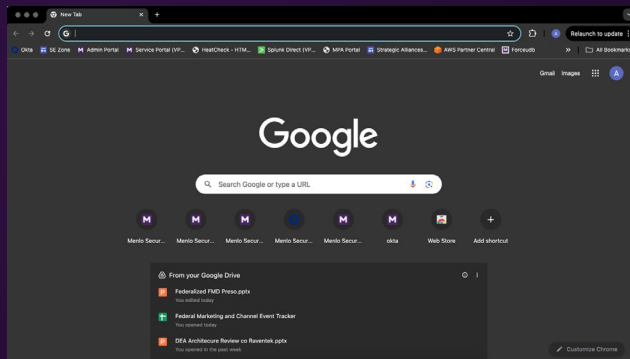 New Tab
Relaunch to update
Okta SE Zone M Admin Portal M Service Portal (VP... HeatCheck - HTM... Splunk Direct (VP... MPA Portal Strategic Alliances... AWS Partner Central Forceudb » All Bookmarks
Gmail Images A
Google
Search Google or type a URL
M M M M M
Menlo Secur... Menlo Secur... Menlo Secur... Menlo Secur... Menlo Secur... okta Web Store Add shortcut
From your Google Drive
Federalized FMD Preso.pptx
You edited today
Federal Marketing and Channel Event Tracker
You opened today
DEA Architecure Review co Raventek.pptx
You opened in the past week
Customize Chrome